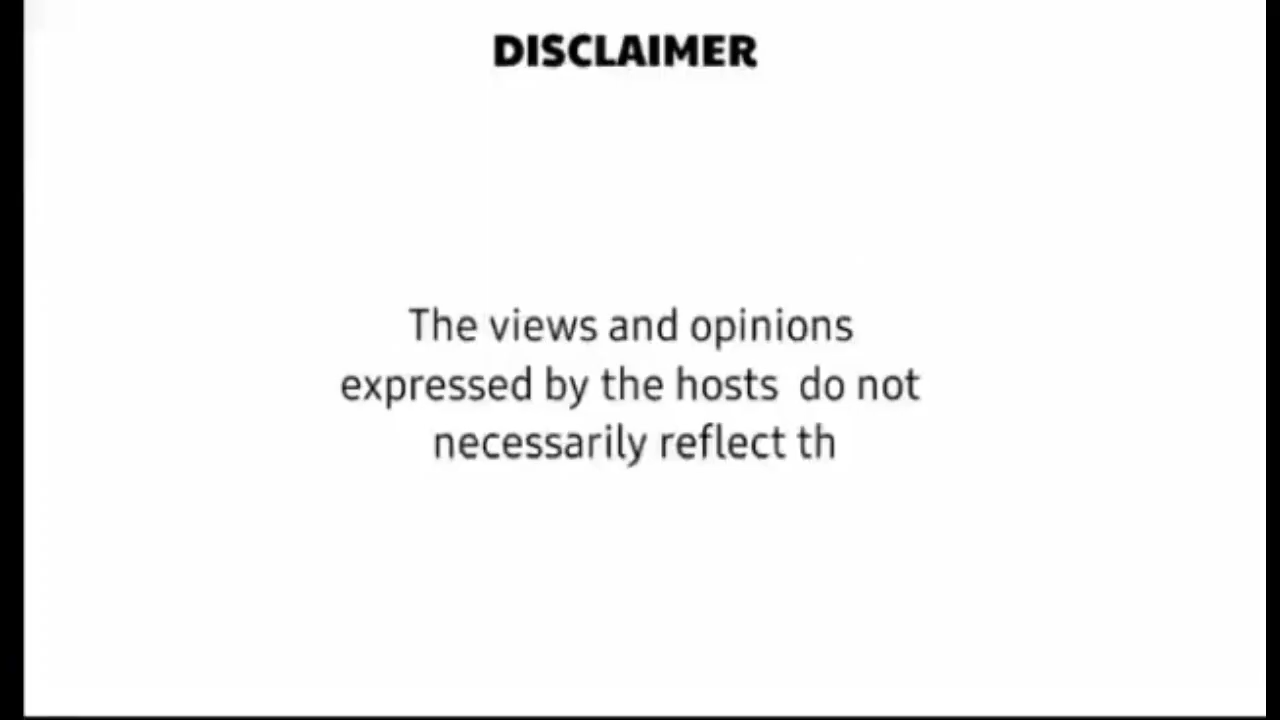 DISCLAIMER
The views and opinions
expressed by the hosts  do not
necessarily reflect th